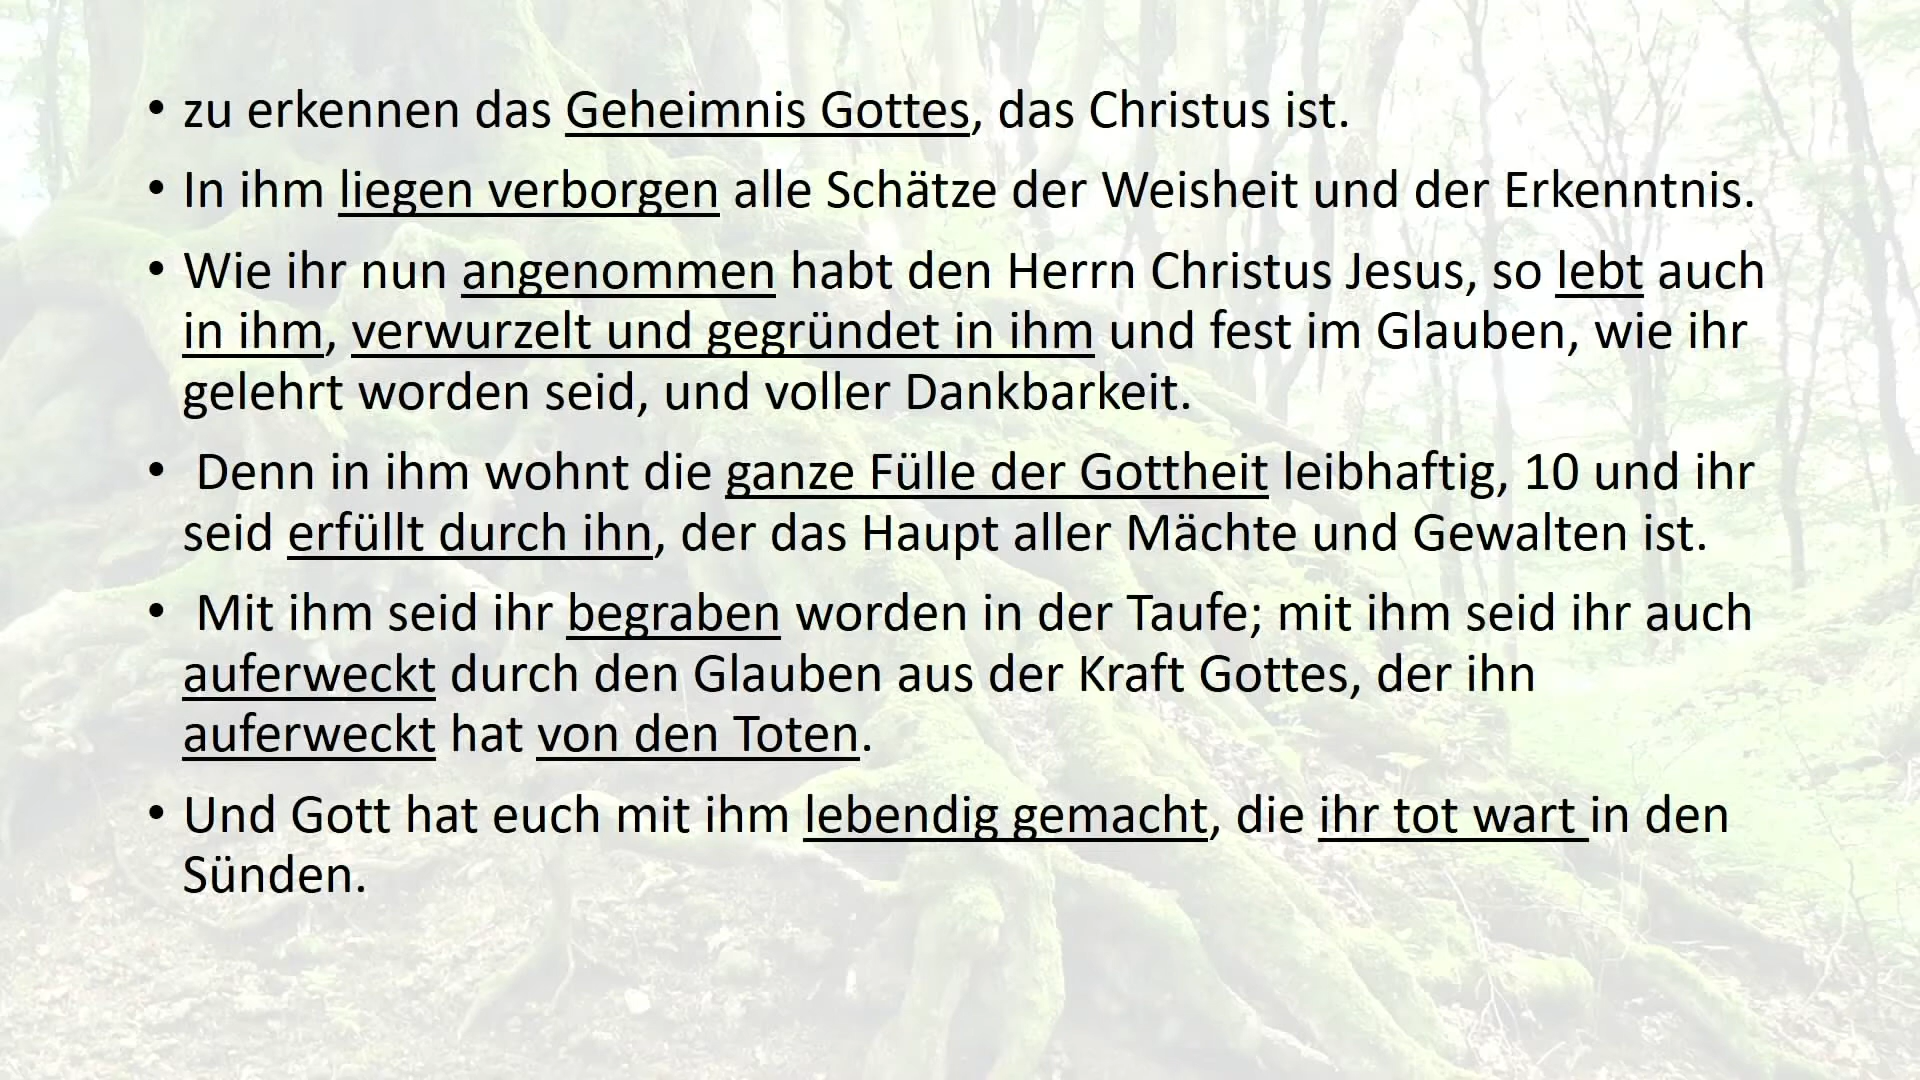 • zu erkennen das Geheimnis Gottes, das Christus ist.
• In ihm liegen verborgen alle Schätze der Weisheit und der Erkenntnis.
• Wie ihr nun angenommen habt den Herrn Christus Jesus, so lebt auch
in ihm, verwurzelt und gegründet in ihm und fest im Glauben, wie ihr
gelehrt worden seid, und voller Dankbarkeit.
• Denn in ihm wohnt die ganze Fülle der Gottheit leibhaftig, 10 und ihr
seid erfüllt durch ihn, der das Haupt aller Mächte und Gewalten ist.
• Mit ihm seid ihr begraben worden in der Taufe; mit ihm seid ihr auch
auferweckt durch den Glauben aus der Kraft Gottes, der ihn
auferweckt hat von den Toten.
• Und Gott hat euch mit ihm lebendig gemacht, die ihr tot wart in den
Sünden.